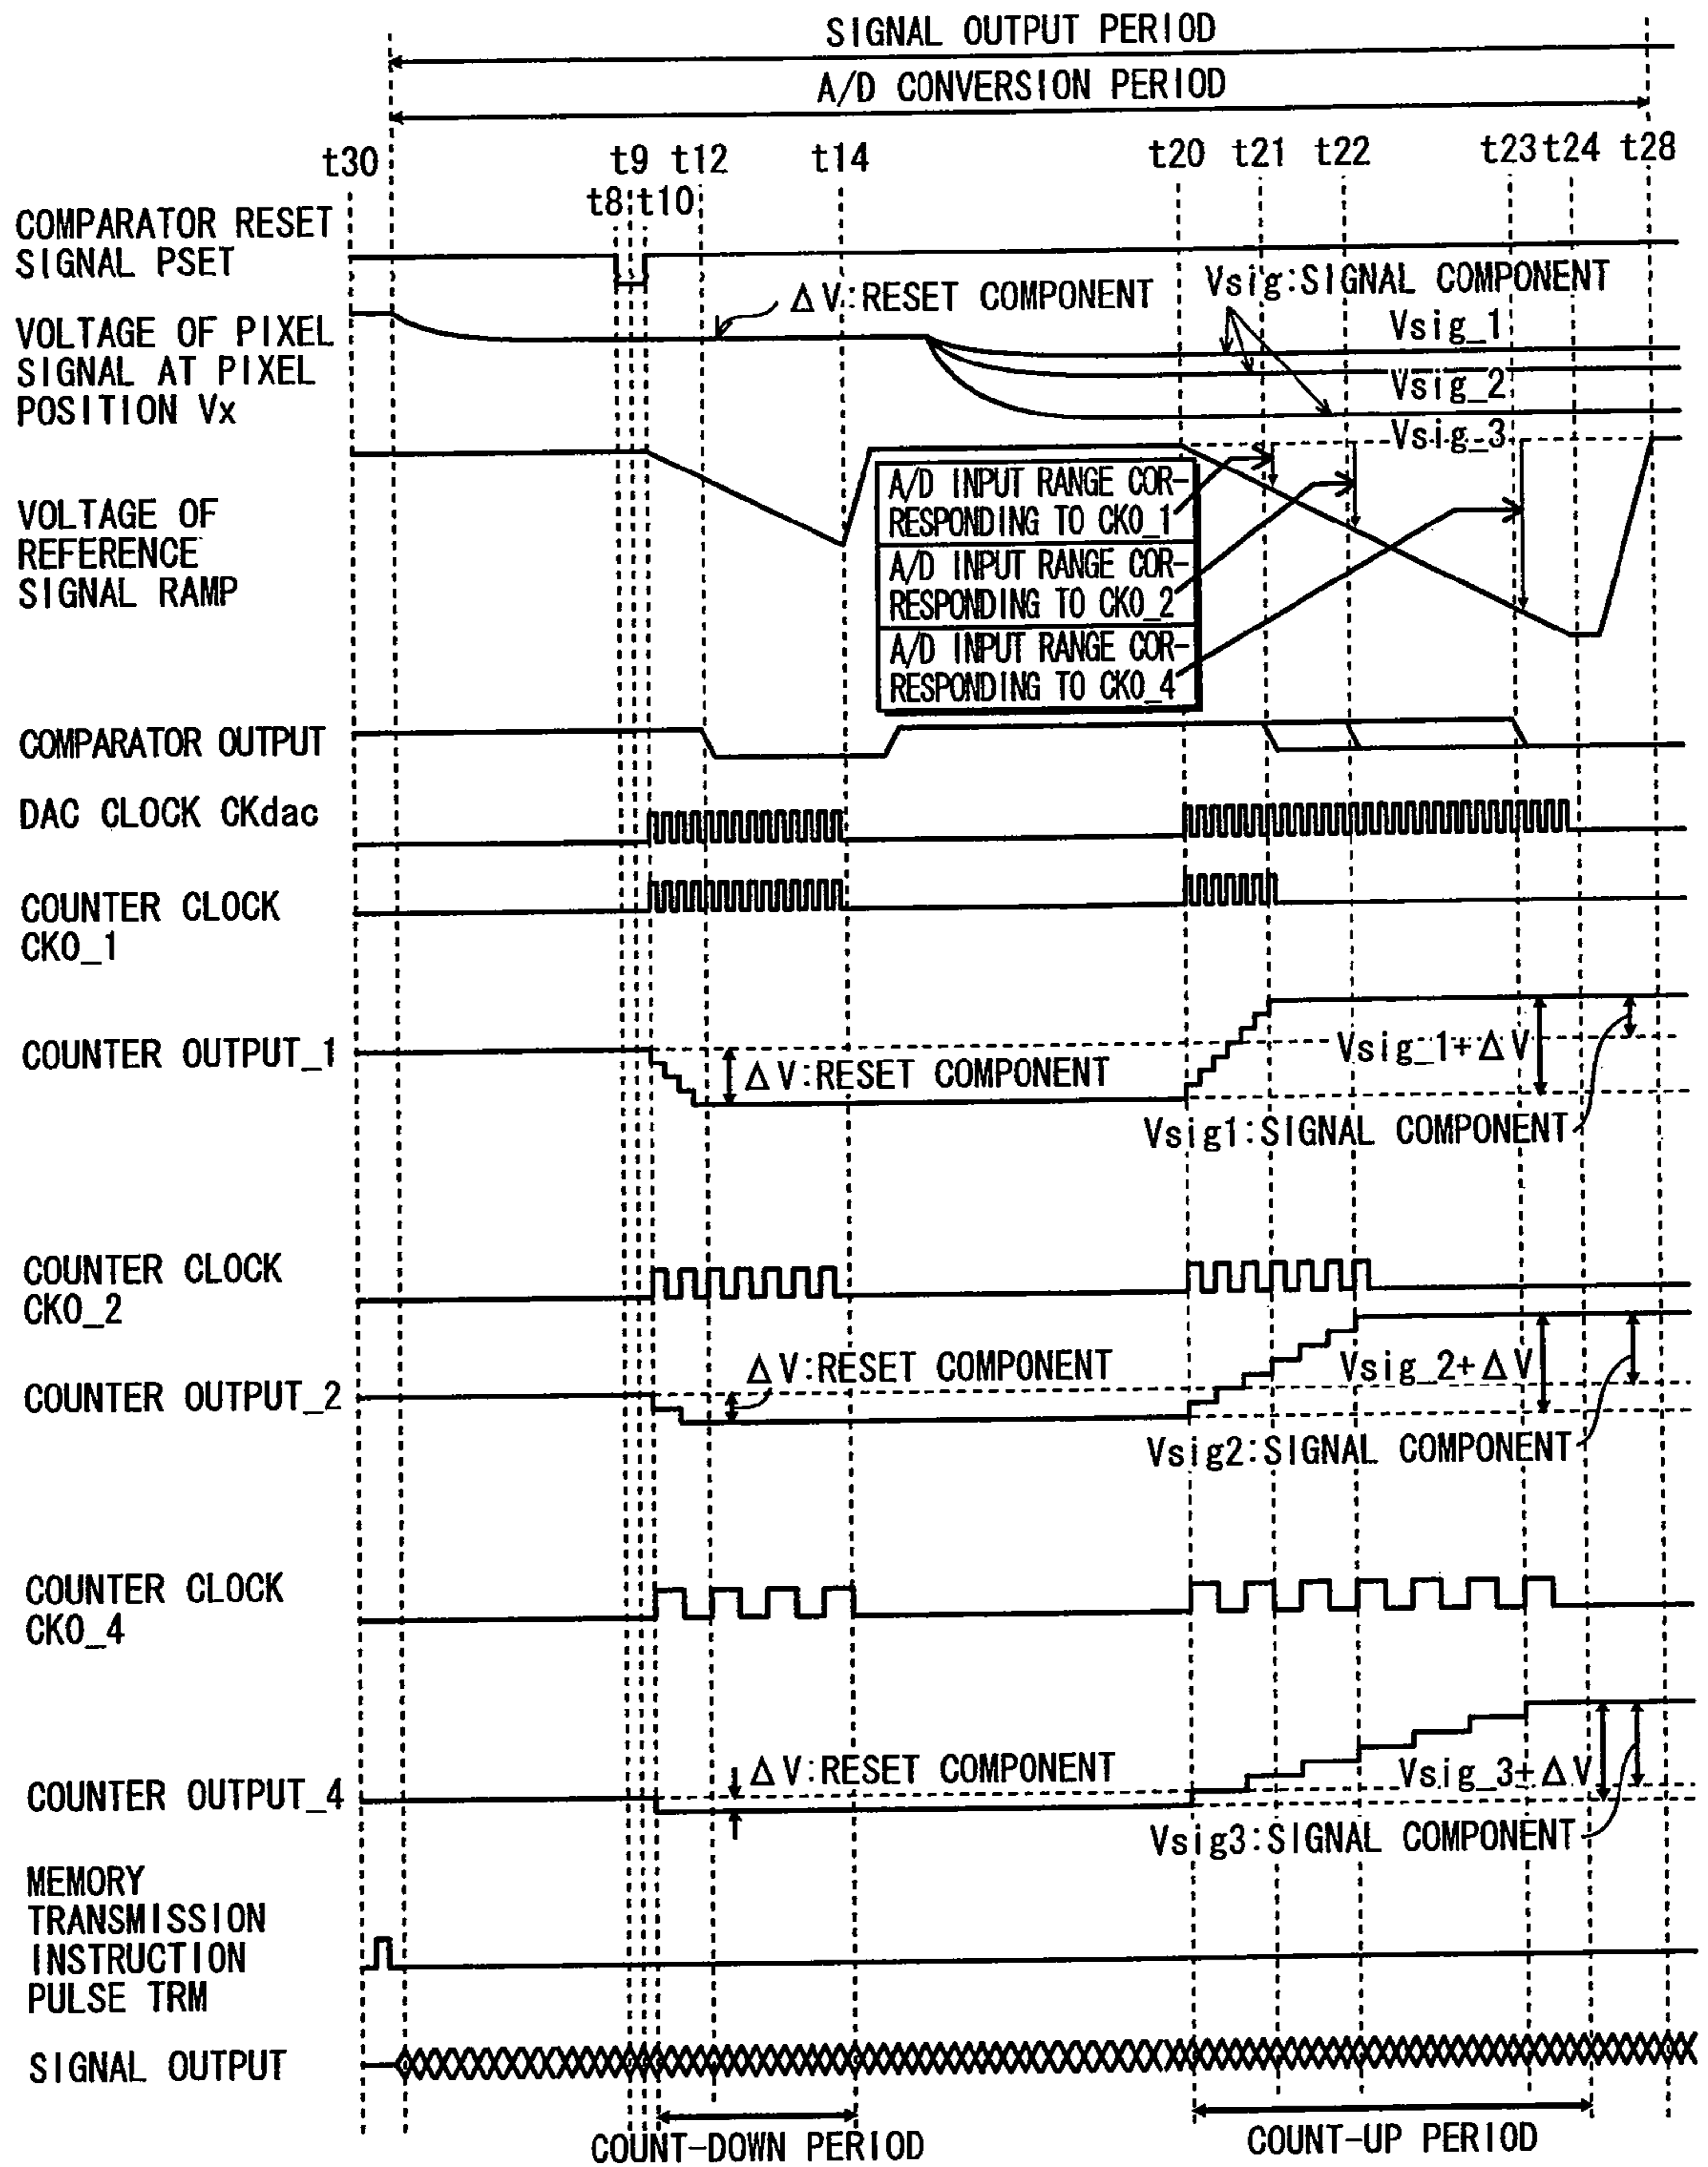 SIGNAL OUTPUT PERIOD
A/D CONVERSION PERIOD
t30 t9 t12 t14 t20 t21 t22 t23 t24 t28
t8 t10
COMPARATOR RESET
SIGNAL PSET
ΔV:RESET COMPONENT
Vsig:SIGNAL COMPONENT
VOLTAGE OF PIXEL
SIGNAL AT PIXEL
POSITION Vx
Vsig_1
Vsig_2
Vsig_3
VOLTAGE OF
REFERENCE
SIGNAL RAMP
A/D INPUT RANGE COR-
RESPONDING TO CK0_1
A/D INPUT RANGE COR-
RESPONDING TO CK0_2
A/D INPUT RANGE COR-
RESPONDING TO CK0_4
COMPARATOR OUTPUT
DAC CLOCK CKdac
COUNTER CLOCK
CK0_1
COUNTER OUTPUT_1
ΔV:RESET COMPONENT
Vsig_1+ΔV
Vsig1:SIGNAL COMPONENT
COUNTER CLOCK
CK0_2
COUNTER OUTPUT_2
ΔV:RESET COMPONENT
Vsig_2+ΔV
Vsig2:SIGNAL COMPONENT
COUNTER CLOCK
CK0_4
COUNTER OUTPUT_4
ΔV:RESET COMPONENT
Vsig_3+ΔV
Vsig3:SIGNAL COMPONENT
MEMORY
TRANSMISSION
INSTRUCTION
PULSE TRM
SIGNAL OUTPUT
COUNT-DOWN PERIOD
COUNT-UP PERIOD